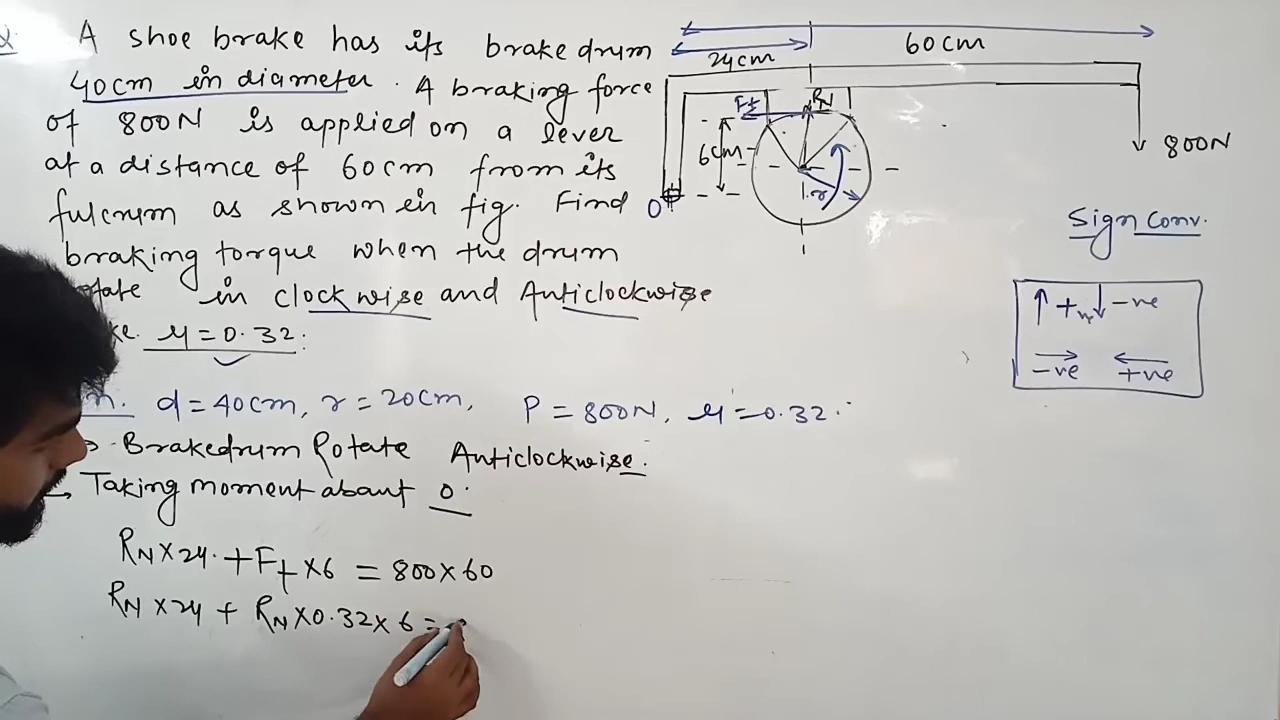 A shoe brake has its brake drum
40cm in diameter. A braking force
of 800N is applied on a lever
at a distance of 60cm from its
fulcrum as shown in fig. Find
braking torque when the drum
in clockwise and Anticlockwise
μ = 0.32.
d = 40cm, r = 20cm, P = 800N, μ = 0.32.
Brakedrum Rotate Anticlockwise.
→ Taking moment about O.
RN × 24 + Ft × 6 = 800 × 60
RN × 24 + RN × 0.32 × 6 =
24cm
60cm
Ft
RN
6cm
r
O
800N
Sign Conv.
↑ +ve ↓ -ve
→ -ve ← +ve